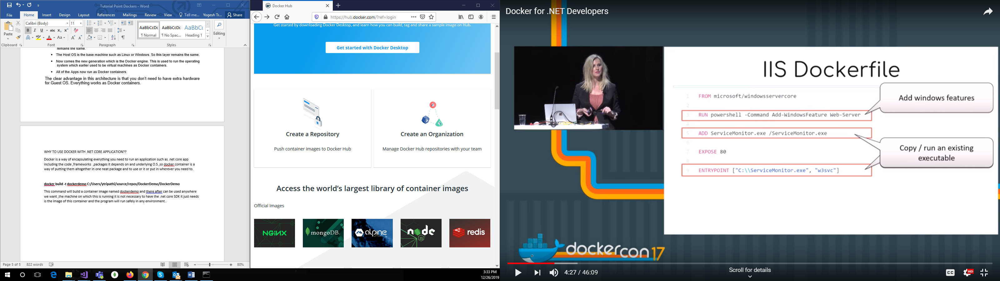 Tutorial Point Dockers - Word
File Home Insert Design Layout References Mailings Review View Tell me... Yogesh Tr... Share
Paste
Calibri (Body) 11
B I U abc x₂ x²
A ab A Aa A A
AaBbCcDc AaBbCcDc AaBbCc
¶ Normal ¶ No Spac... Heading 1
Editing
Clipboard Font Paragraph Styles
remains the same.
• The Host OS is the base machine such as Linux or Windows. So this layer remains the same.
• Now comes the new generation which is the Docker engine. This is used to run the operating
system which earlier used to be virtual machines as Docker containers.
• All of the Apps now run as Docker containers.
The clear advantage in this architecture is that you don't need to have extra hardware
for Guest OS. Everything works as Docker containers.
WHY TO USE DOCKER WITH .NET CORE APPLICATION??
Docker is a way of encapsulating everything you need to run an application such as .net core app
including the code ,frameworks ,packages it depends on and underlying O.S ,so docker container is a
way of putting them altogether in one neat package and to use or it or put in wherever you need to.
docker build -t dockerdemo C:/Users/ytripathi/source/repos/DockerDemo/DockerDemo
This command will build a container image named dockerdemo and there after can be used anywhere
we want ,the machine on which this is running it is not necessary to have the .net core SDK it just needs
is the image of this container and the program will run safely in any environment..
Page 5 of 5 822 words 80%
Docker Hub
https://hub.docker.com/?ref=login
Get started by downloading Docker Desktop, and learn how you can build, tag and share a sample image on Hub.
Get started with Docker Desktop
Create a Repository
Push container images to Docker Hub
Create an Organization
Manage Docker Hub repositories with your team
Access the world's largest library of container images
Official Images
NGINX
mongoDB.
alpine
LINUX
node
JS
redis
3:33 PM
12/26/2019
Docker for .NET Developers
IIS Dockerfile
1 FROM microsoft/windowsservercore
2
3 RUN powershell -Command Add-WindowsFeature Web-Server
4
5 ADD ServiceMonitor.exe /ServiceMonitor.exe
6
7 EXPOSE 80
8
9 ENTRYPOINT ["C:\\ServiceMonitor.exe", "w3svc"]
Add windows features
Copy / run an existing
executable
dockercon 17
4:27 / 46:09
Scroll for details
CC
HD